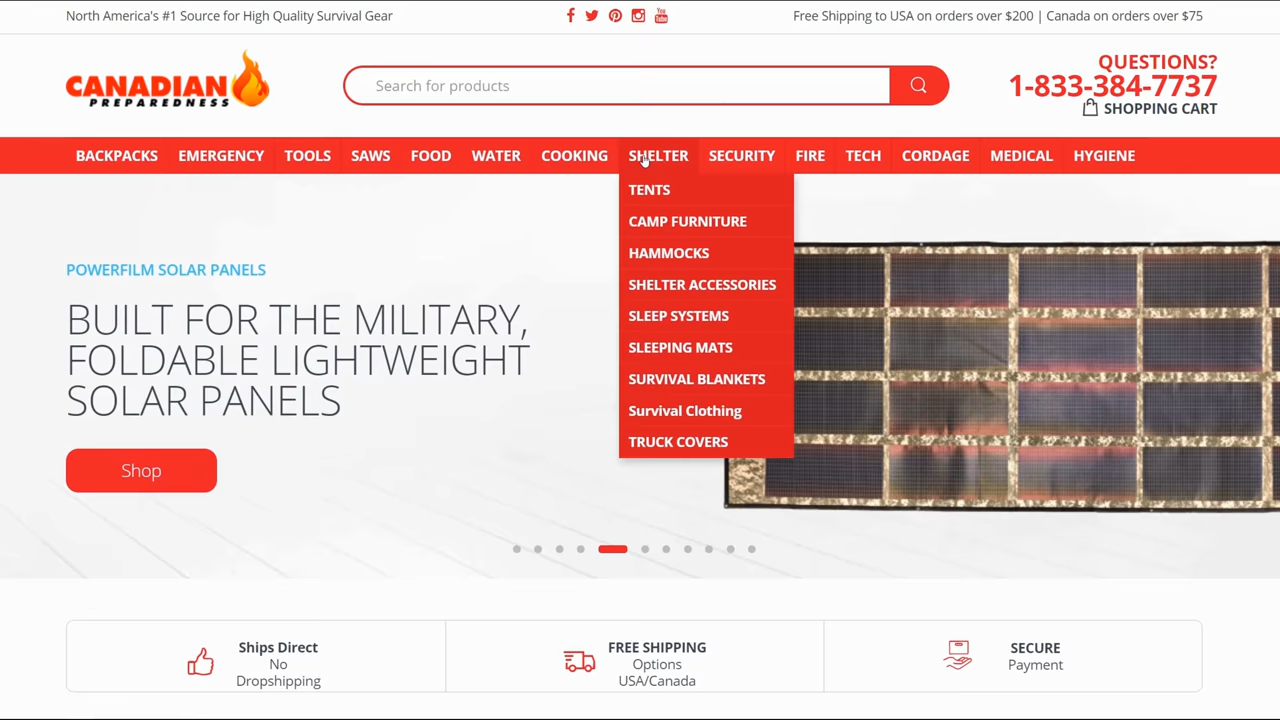 North America's #1 Source for High Quality Survival Gear
You Tube
Free Shipping to USA on orders over $200 | Canada on orders over $75
CANADIAN
PREPAREDNESS
Search for products
QUESTIONS?
1-833-384-7737
SHOPPING CART
BACKPACKS EMERGENCY TOOLS SAWS FOOD WATER COOKING SHELTER SECURITY FIRE TECH CORDAGE MEDICAL HYGIENE
TENTS
CAMP FURNITURE
HAMMOCKS
SHELTER ACCESSORIES
SLEEP SYSTEMS
SLEEPING MATS
SURVIVAL BLANKETS
Survival Clothing
TRUCK COVERS
POWERFILM SOLAR PANELS
BUILT FOR THE MILITARY,
FOLDABLE LIGHTWEIGHT
SOLAR PANELS
Shop
Ships Direct
No
Dropshipping
FREE SHIPPING
Options
USA/Canada
SECURE
Payment